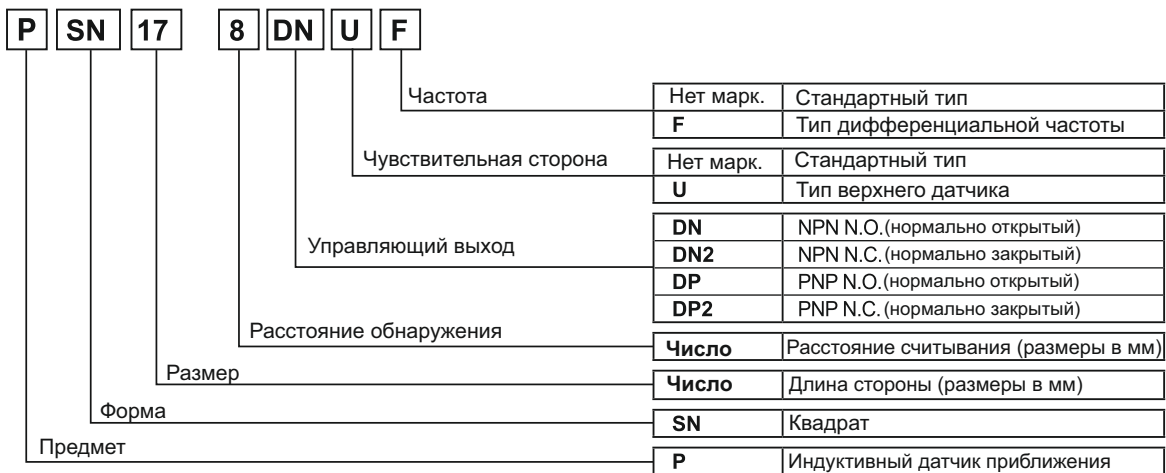 P SN 17 8 DN U F
Частота
Нет марк. Стандартный тип
F Тип дифференциальной частоты
Чувствительная сторона
Нет марк. Стандартный тип
U Тип верхнего датчика
Управляющий выход
DN NPN N.O.(нормально открытый)
DN2 NPN N.C.(нормально закрытый)
DP PNP N.O.(нормально открытый)
DP2 PNP N.C.(нормально закрытый)
Расстояние обнаружения
Число Расстояние считывания (размеры в мм)
Размер
Число Длина стороны (размеры в мм)
Форма
SN Квадрат
Предмет
P Индуктивный датчик приближения